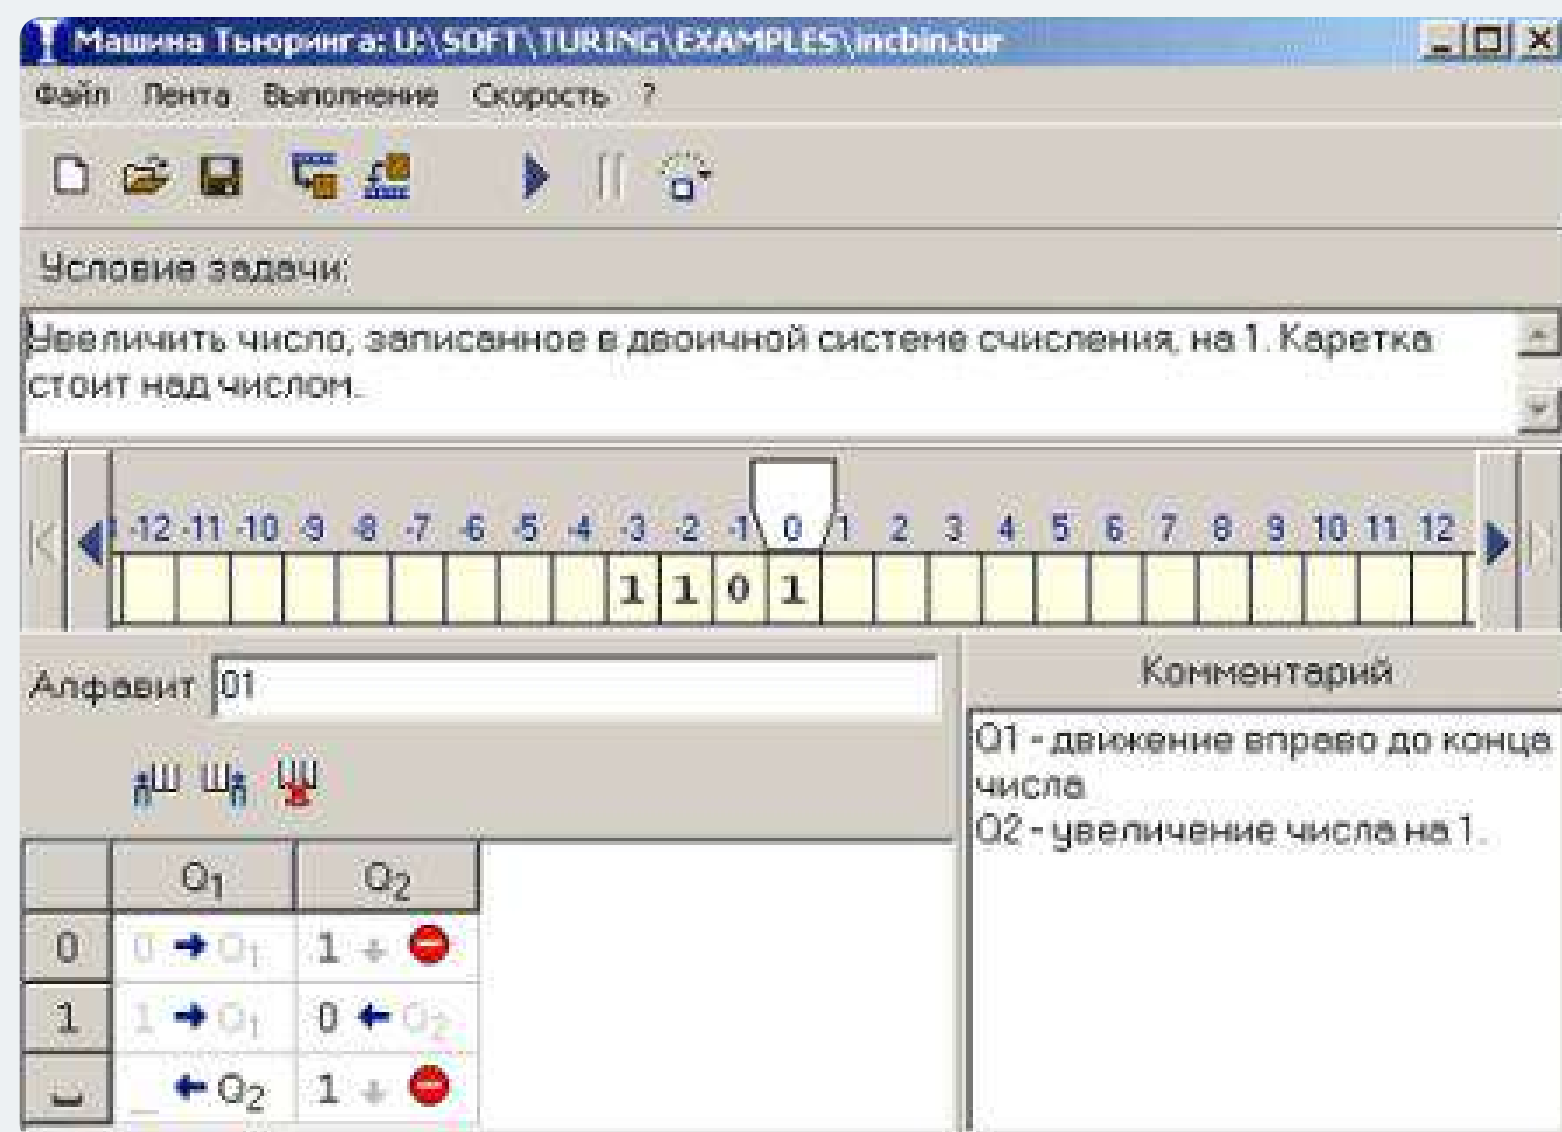 Машина Тьюринга: U:\SOFT\TURING\EXAMPLES\incbin.tur
Файл Лента Выполнение Скорость ?
Условие задачи:
Увеличить число, записанное в двоичной системе счисления, на 1. Каретка
стоит над числом.
-12 -11 -10 -9 -8 -7 -6 -5 -4 -3 -2 -1 0 1 2 3 4 5 6 7 8 9 10 11 12
1 1 0 1
Алфавит 01
Комментарий
Q1 - движение вправо до конца
числа
Q2 - увеличение числа на 1.
Q1 Q2
0 0 → Q1 1
1 1 → Q1 0 ← Q2
_ ← Q2 1